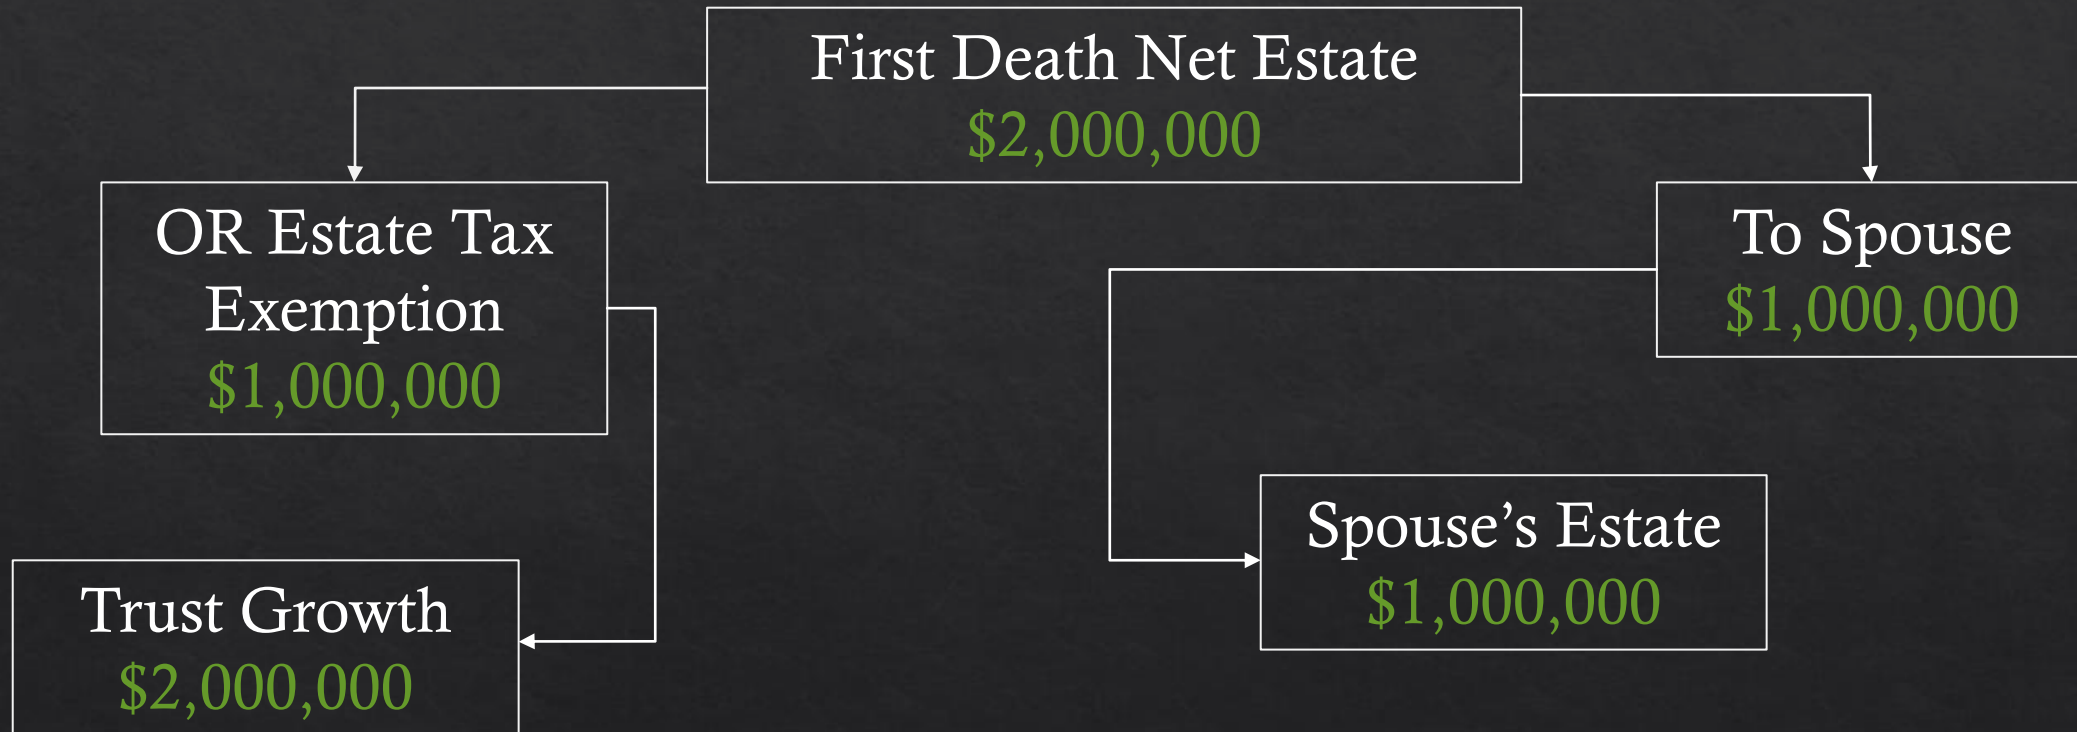 First Death Net Estate
$2,000,000
OR Estate Tax
Exemption
$1,000,000
To Spouse
$1,000,000
Spouse’s Estate
$1,000,000
Trust Growth
$2,000,000